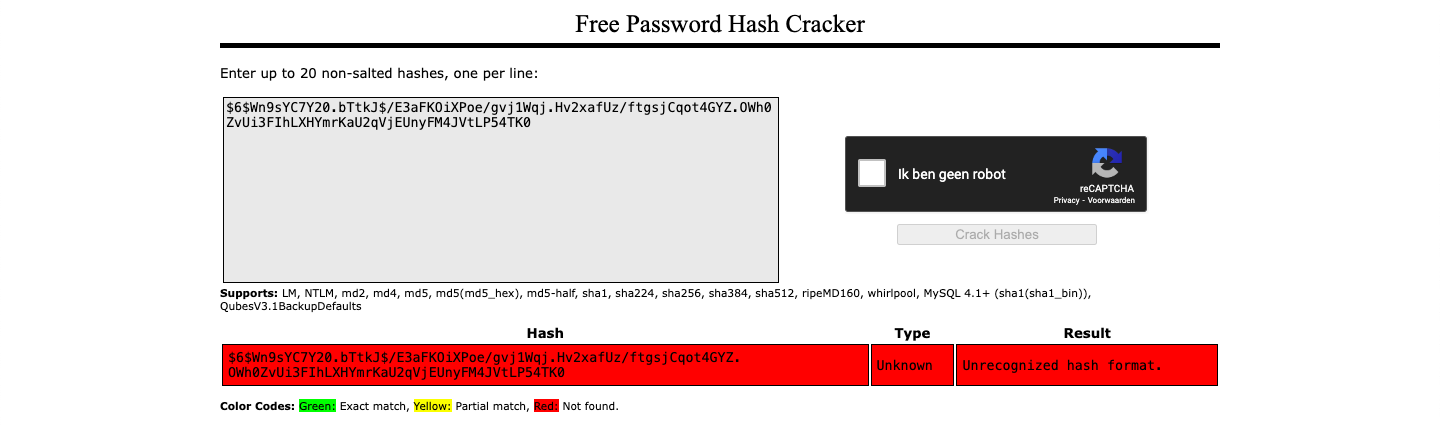 Free Password Hash Cracker
Enter up to 20 non-salted hashes, one per line:
$6$Wn9sYC7Y20.bTtkJ$/E3aFKOiXPoe/gvj1Wqj.Hv2xafUz/ftgsjCqot4GYZ.OWh0
ZvUi3FIhLXHYmrKaU2qVjEUnyFM4JVtLP54TK0
Ik ben geen robot
reCAPTCHA
Privacy - Voorwaarden
Crack Hashes
Supports: LM, NTLM, md2, md4, md5, md5(md5_hex), md5-half, sha1, sha224, sha256, sha384, sha512, ripeMD160, whirlpool, MySQL 4.1+ (sha1(sha1_bin)),
QubesV3.1BackupDefaults
Hash Type Result
$6$Wn9sYC7Y20.bTtkJ$/E3aFKOiXPoe/gvj1Wqj.Hv2xafUz/ftgsjCqot4GYZ.
OWh0ZvUi3FIhLXHYmrKaU2qVjEUnyFM4JVtLP54TK0
Unknown
Unrecognized hash format.
Color Codes: Green: Exact match, Yellow: Partial match, Red: Not found.